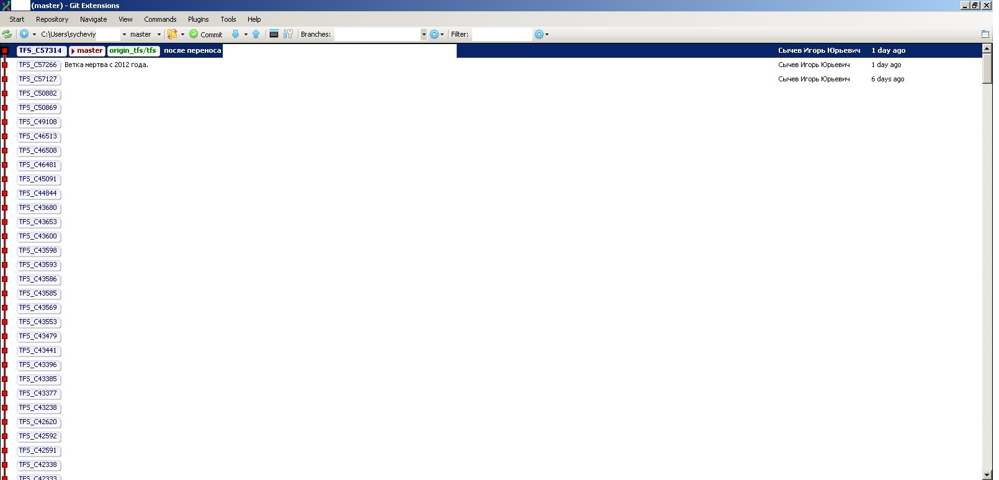 (master) - Git Extensions
Start Repository Navigate View Commands Plugins Tools Help
C:\Users\sycheviy master Commit Branches: Filter:
TFS_C57314 master origin_tfs/tfs после переноса Сычев Игорь Юрьевич 1 day ago
TFS_C57266 Ветка мертва с 2012 года. Сычев Игорь Юрьевич 1 day ago
TFS_C57127 Сычев Игорь Юрьевич 6 days ago
TFS_C50882
TFS_C50869
TFS_C49108
TFS_C46513
TFS_C46508
TFS_C46481
TFS_C45091
TFS_C44844
TFS_C43680
TFS_C43653
TFS_C43600
TFS_C43598
TFS_C43593
TFS_C43586
TFS_C43585
TFS_C43569
TFS_C43553
TFS_C43479
TFS_C43441
TFS_C43396
TFS_C43385
TFS_C43377
TFS_C43238
TFS_C42620
TFS_C42592
TFS_C42591
TFS_C42338
TFS_C42333